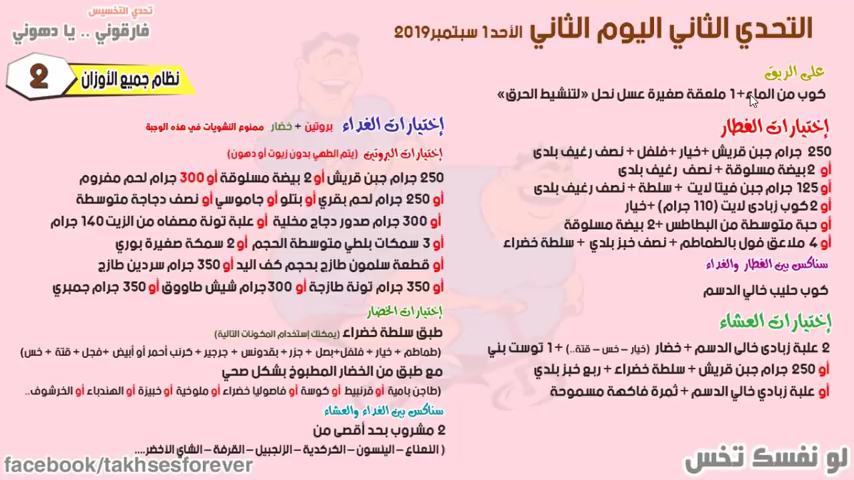 تحدي التخسيس
فارقوني .. يا دهوني
التحدي الثاني اليوم الثاني الأحد 1 سبتمبر 2019
نظام جميع الأوزان
2
على الريق
كوب من الماء+1 ملعقة صغيرة عسل نحل «لتنشيط الحرق»
إختيارات الفطار
250 جرام جبن قريش +خيار+فلفل + نصف رغيف بلدى
أو 2بيضة مسلوقة + نصف رغيف بلدى
أو 125 جرام جبن فيتا لايت + سلطة + نصف رغيف بلدى
أو 2كوب زبادى لايت (110 جرام) +خيار
أو حبة متوسطة من البطاطس +2 بيضة مسلوقة
أو 4 ملاعق فول بالطماطم + نصف خبز بلدي + سلطة خضراء
سناكس بين الفطار والغداء
كوب حليب خالي الدسم
إختيارات العشاء
2 علبة زبادى خالى الدسم + خضار (خيار – خس – قتة..) +1 توست بني
أو 250 جرام جبن قريش + سلطة خضراء + ربع خبز بلدي
أو علبة زبادي خالي الدسم + ثمرة فاكهة مسموحة
إختيارات الغداء بروتين + خضار ممنوع النشويات في هذه الوجبة
إختيارات البروتين (يتم الطهي بدون زيوت أو دهون)
250 جرام جبن قريش أو 2 بيضة مسلوقة أو 300 جرام لحم مفروم
أو 250 جرام لحم بقري أو بتلو أو جاموسي أو نصف دجاجة متوسطة
أو 300 جرام صدور دجاج مخلية أو علبة تونة مصفاه من الزيت 140 جرام
أو 3 سمكات بلطي متوسطة الحجم أو 2 سمكة صغيرة بوري
أو قطعة سلمون طازج بحجم كف اليد أو 350 جرام سردين طازج
أو 350 جرام تونة طازجة أو 300جرام شيش طاووق أو 350 جرام جمبري
إختيارات الخضار
طبق سلطة خضراء (يمكنك إستخدام المكونات التالية)
(طماطم + خيار + فلفل+بصل + جزر + بقدونس + جرجير + كرنب أحمر أو أبيض +فجل + قتة + خس)
مع طبق من الخضار المطبوخ بشكل صحي
(طاجن بامية أو قرنبيط أو كوسة أو فاصوليا خضراء أو ملوخية أو خبيزة أو الهندباء أو الخرشوف..
سناكس بين الغداء والعشاء
2 مشروب بحد أقصى من
( النعناع – الينسون – الكركدية – الزنجبيل – القرفة – الشاي الأخضر....
facebook/takhsesforever
لو نفسك تخس